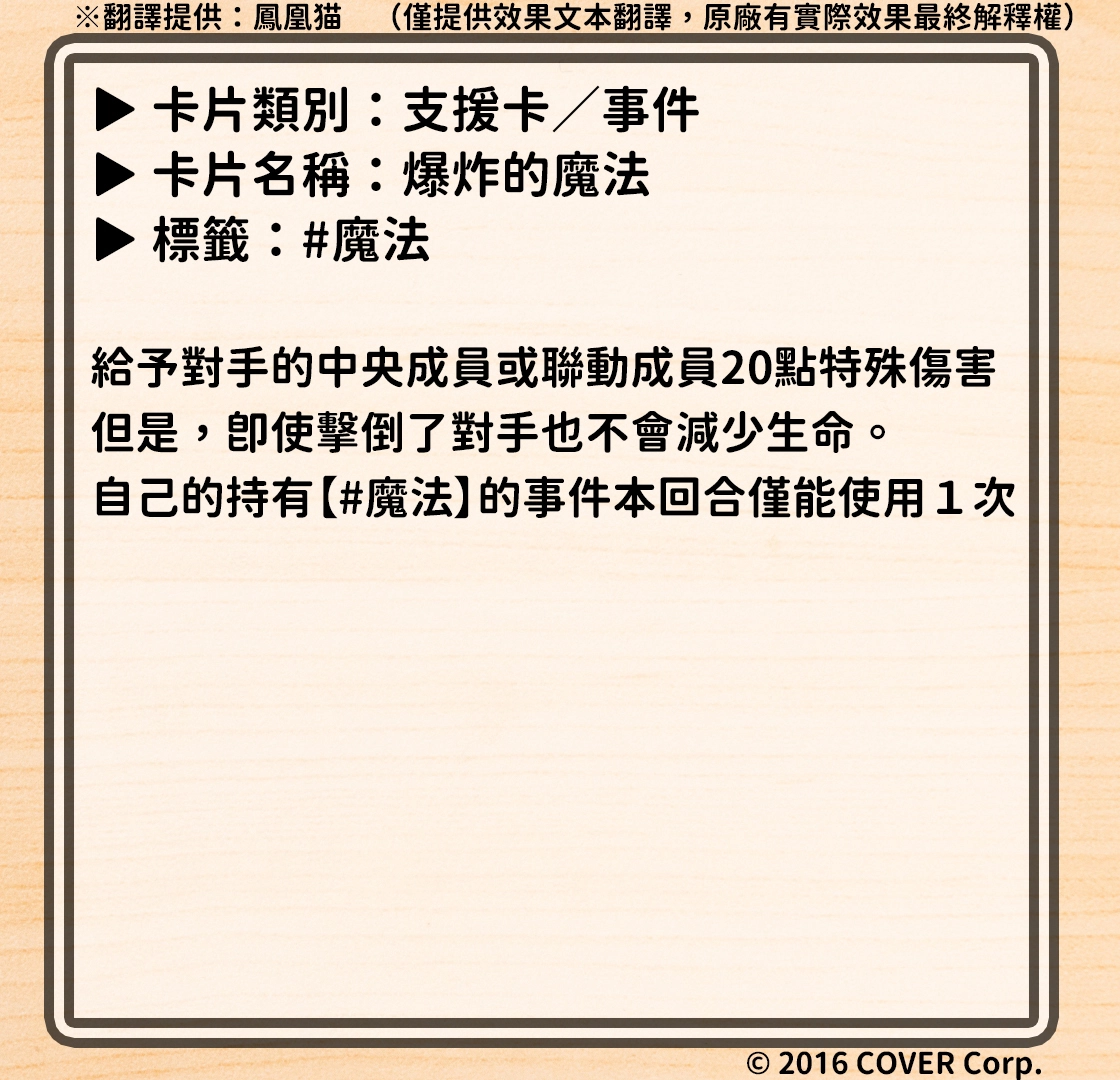 ※翻譯提供：鳳凰猫　（僅提供效果文本翻譯，原廠有實際效果最終解釋權）
▶ 卡片類別：支援卡／事件
▶ 卡片名稱：爆炸的魔法
▶ 標籤：#魔法
給予對手的中央成員或聯動成員20點特殊傷害
但是，卽使擊倒了對手也不會減少生命。
自己的持有【#魔法】的事件本回合僅能使用１次
© 2016 COVER Corp.